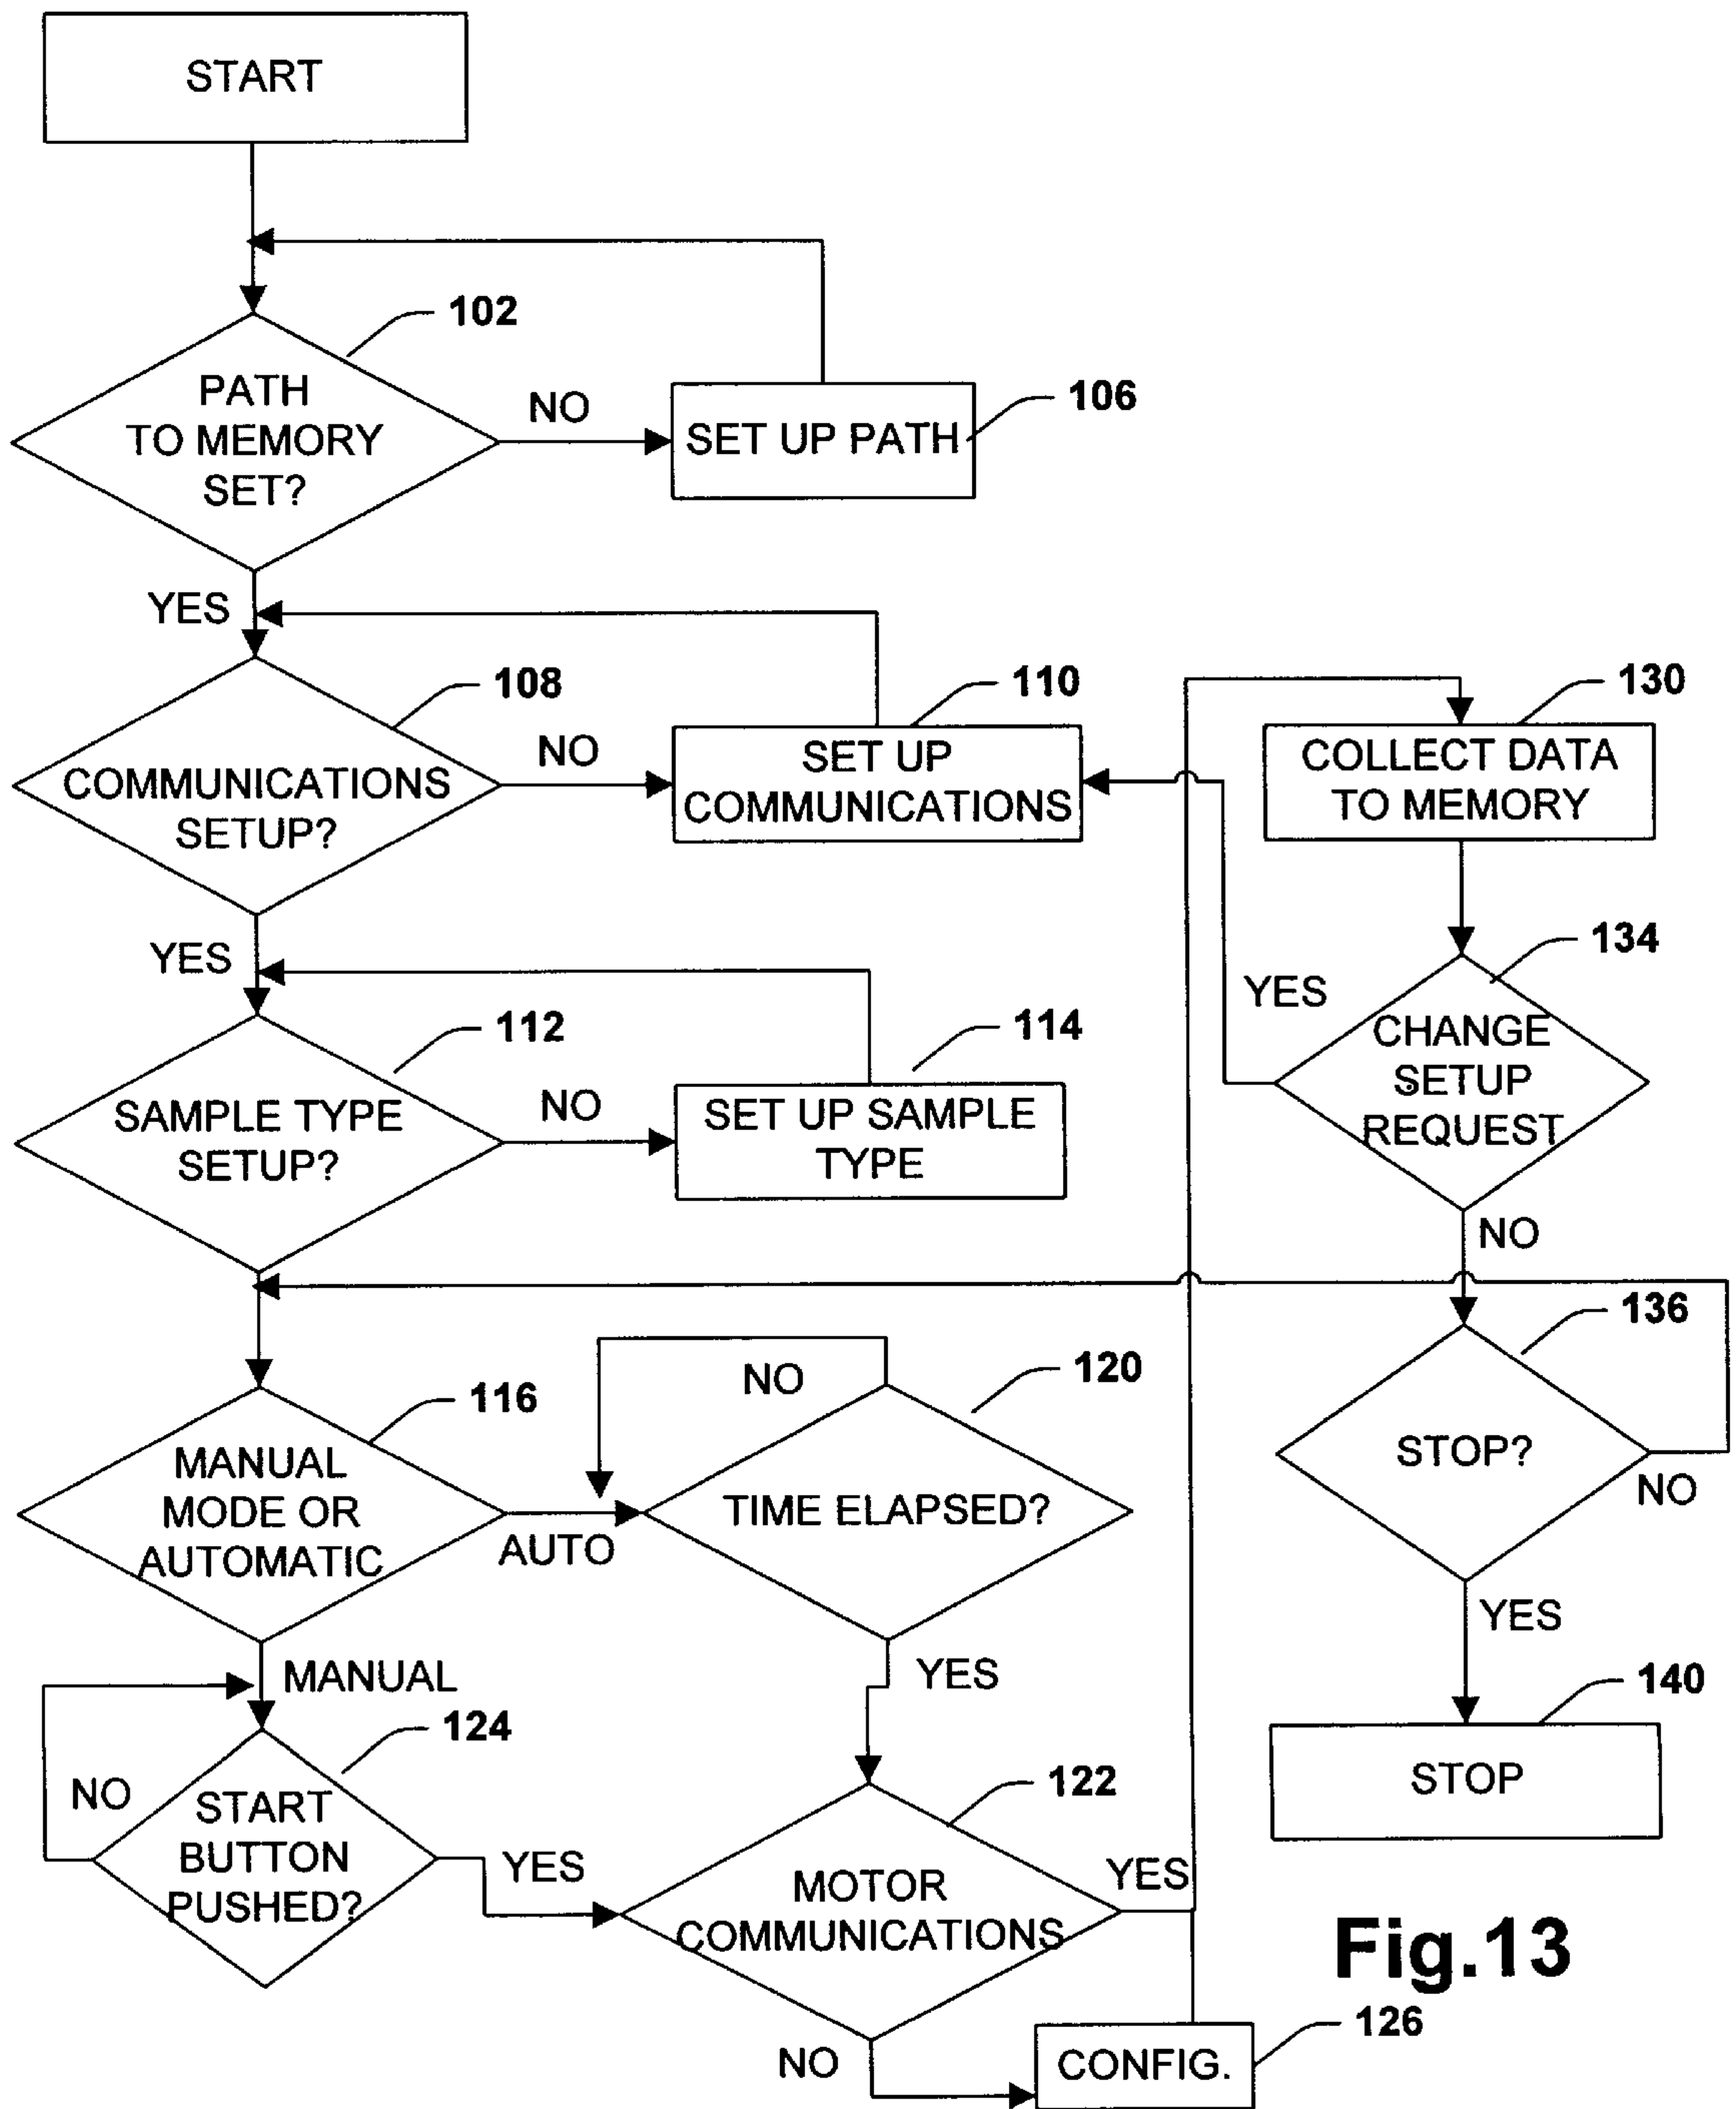 START
102
PATH
TO MEMORY
SET?
NO
106
SET UP PATH
YES
108
COMMUNICATIONS
SETUP?
NO
110
SET UP
COMMUNICATIONS
130
COLLECT DATA
TO MEMORY
YES
112
SAMPLE TYPE
SETUP?
NO
114
SET UP SAMPLE
TYPE
134
YES
CHANGE
SETUP
REQUEST
NO
116
MANUAL
MODE OR
AUTOMATIC
AUTO
NO
120
TIME ELAPSED?
136
STOP?
NO
YES
MANUAL
YES
140
STOP
124
NO
START
BUTTON
PUSHED?
YES
122
MOTOR
COMMUNICATIONS
YES
NO
126
CONFIG.
Fig.13